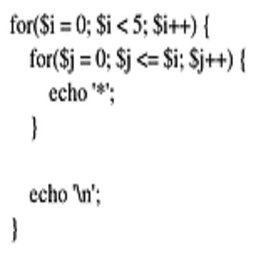 for($i = 0; $i < 5; $i++) {
for($j = 0; $j <= $i; $j++) {
echo '*';
}
echo '\n';
}